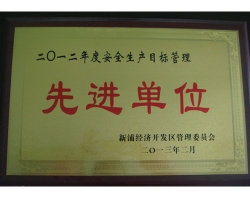 二〇一二年度安全生产目标管理
先进单位
新浦经济开发区管理委员会
二〇一三年二月